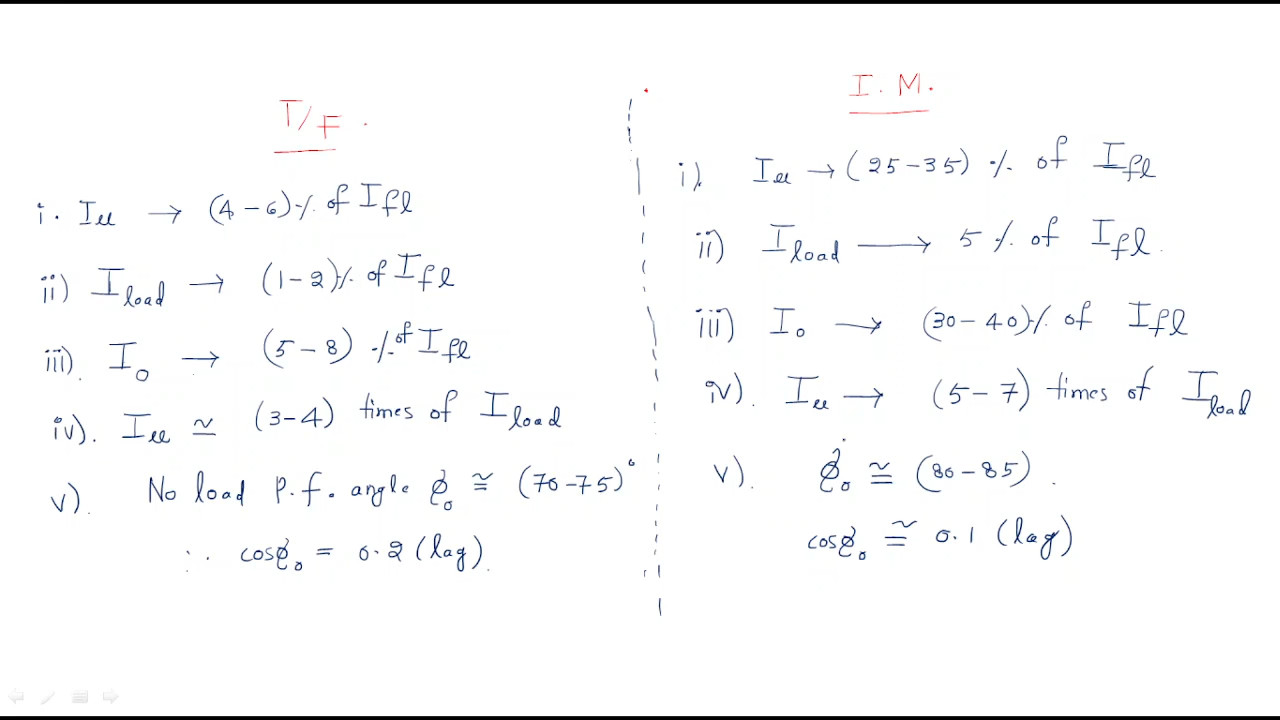 T/F.
i. Iμ → (4-6)% of Ifl
ii) Iload → (1-2)% of Ifl
iii). I₀ → (5-8) % of Ifl
iv). Iμ ≃ (3-4) times of Iload
v). No load p.f. angle φ₀ ≅ (70-75)°
∴ cosφ₀ = 0.2 (lag)
I.M.
i). Iμ → (25-35) % of Ifl
ii) Iload → 5 % of Ifl.
iii) I₀ → (30-40)% of Ifl
iv). Iμ → (5-7) times of Iload
v). φ₀ ≅ (80-85).
cosφ₀ ≅ 0.1 (lag)